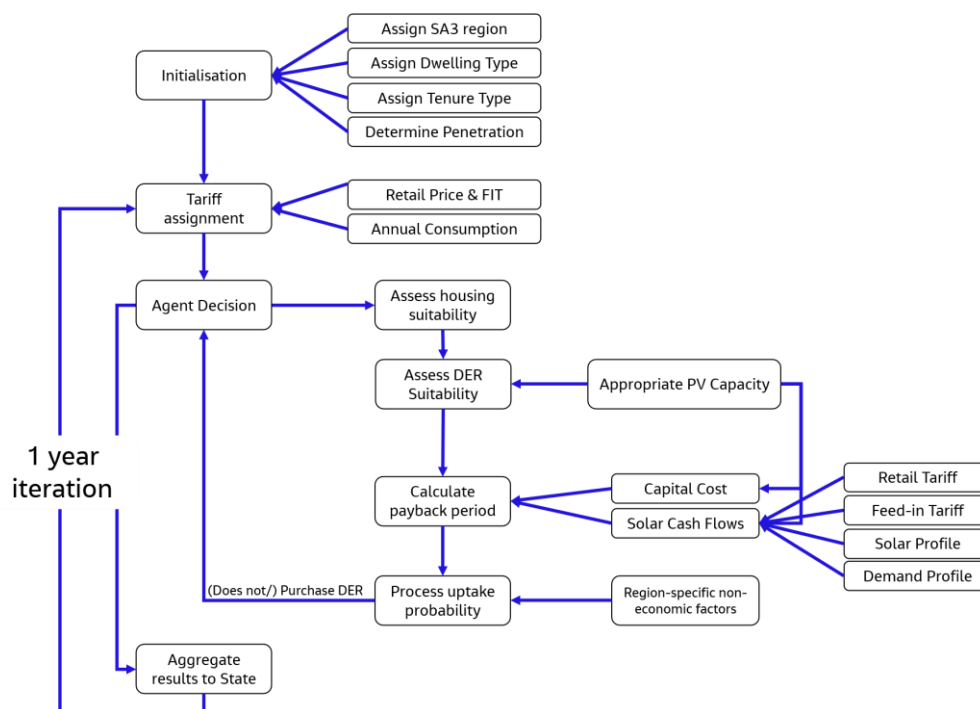 Assign SA3 region
Initialisation
Assign Dwelling Type
Assign Tenure Type
Determine Penetration
Tariff
assignment
Retail Price & FIT
Annual Consumption
Agent Decision
Assess housing
suitability
Assess DER
Suitability
Appropriate PV Capacity
1 year
iteration
Calculate
payback period
Capital Cost
Solar Cash Flows
Retail Tariff
Feed-in Tariff
Solar Profile
Demand Profile
(Does not/) Purchase DER
Process uptake
probability
Region-specific non-
economic factors
Aggregate
results to State